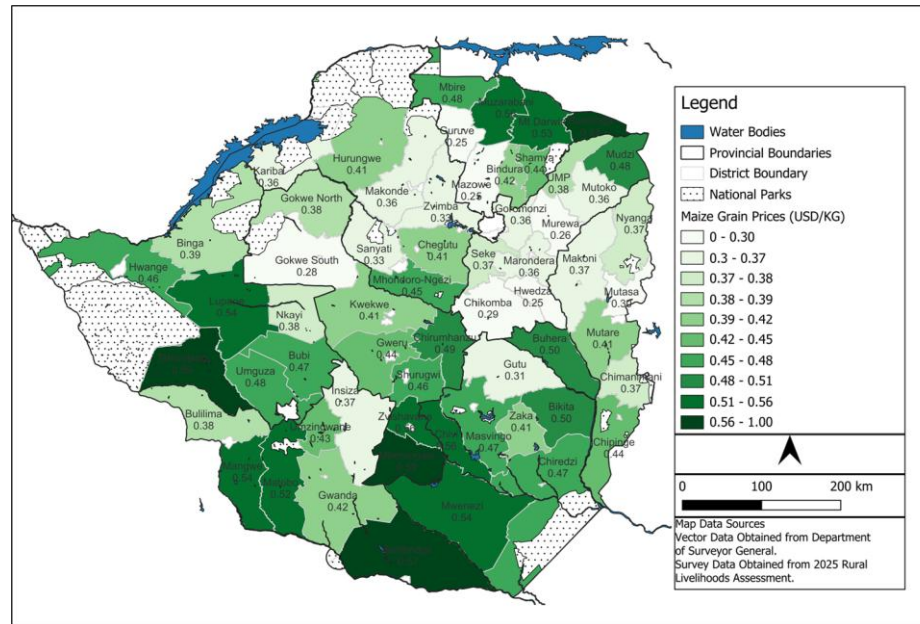 Mbire
0.48
Guruve
0.25
Mt Darwin
0.53
Mudzi
0.48
Hurungwe
0.41
Shamva
0.44
Bindura
0.42
UMP
0.38
Kariba
0.36
Makonde
0.36
Mazowe
0.25
Mutoko
0.36
Gokwe North
0.38
Zvimba
0.33
Goromonzi
0.36
Murewa
0.26
Nyanga
0.37
Binga
0.39
Sanyati
0.33
Chegutu
0.41
Seke
0.37
Marondera
0.36
Makoni
0.37
Hwange
0.46
Gokwe South
0.28
Mhondoro-Ngezi
0.45
Hwedza
0.25
Mutasa
Lupane
0.54
Nkayi
0.38
Kwekwe
0.41
Chikomba
0.29
Mutare
0.41
Gweru
0.44
Chirumhanzu
0.49
Buhera
0.50
Bubi
0.47
Umguza
0.48
Shurugwi
0.46
Gutu
0.31
Chimanimani
0.37
Insiza
0.37
Bulilima
0.38
Umzingwane
0.43
Zaka
0.41
Bikita
0.50
Masvingo
0.47
Chipinge
0.44
Chiredzi
0.47
Gwanda
0.42
Mwenezi
0.54
Legend
Water Bodies
Provincial Boundaries
District Boundary
National Parks
Maize Grain Prices (USD/KG)
0 - 0.30
0.3 - 0.37
0.37 - 0.38
0.38 - 0.39
0.39 - 0.42
0.42 - 0.45
0.45 - 0.48
0.48 - 0.51
0.51 - 0.56
0.56 - 1.00
0 100 200 km
Map Data Sources
Vector Data Obtained from Department
of Surveyor General.
Survey Data Obtained from 2025 Rural
Livelihoods Assessment.